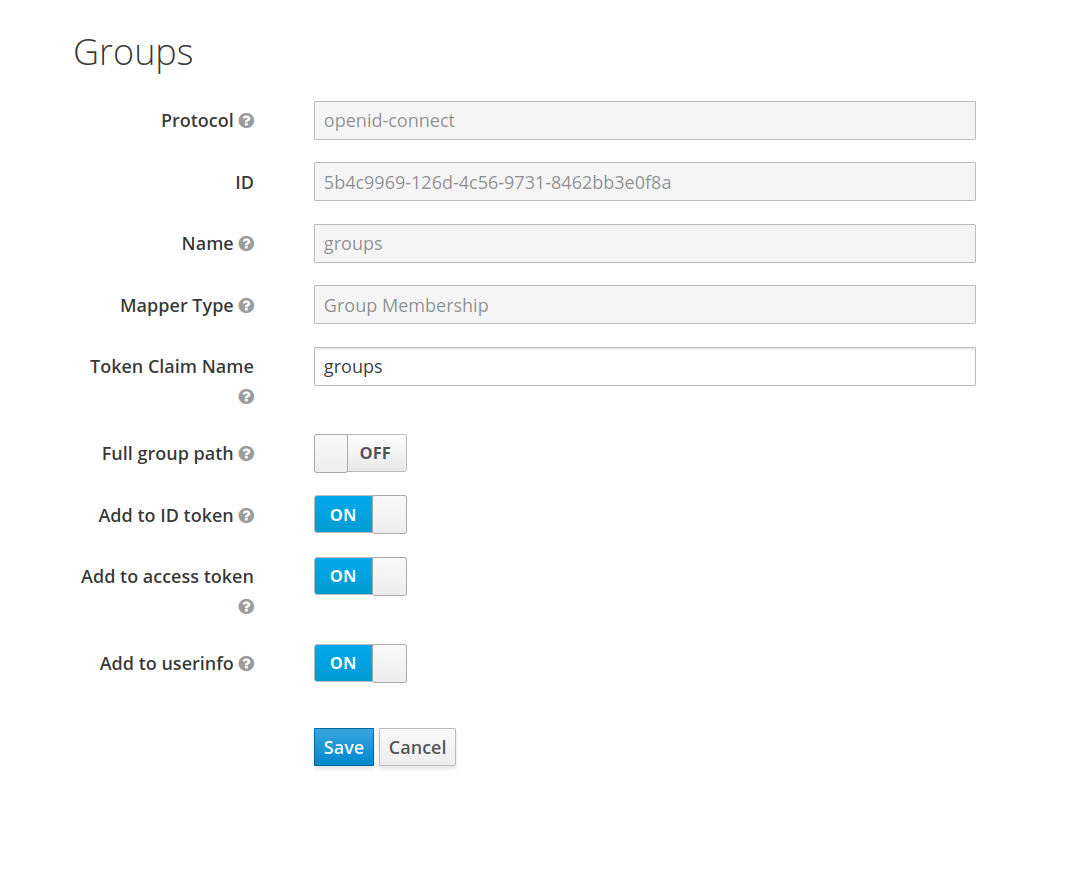 Groups
Protocol
openid-connect
ID
5b4c9969-126d-4c56-9731-8462bb3e0f8a
Name
groups
Mapper Type
Group Membership
Token Claim Name
groups
Full group path
OFF
Add to ID token
ON
Add to access token
ON
Add to userinfo
ON
Save
Cancel